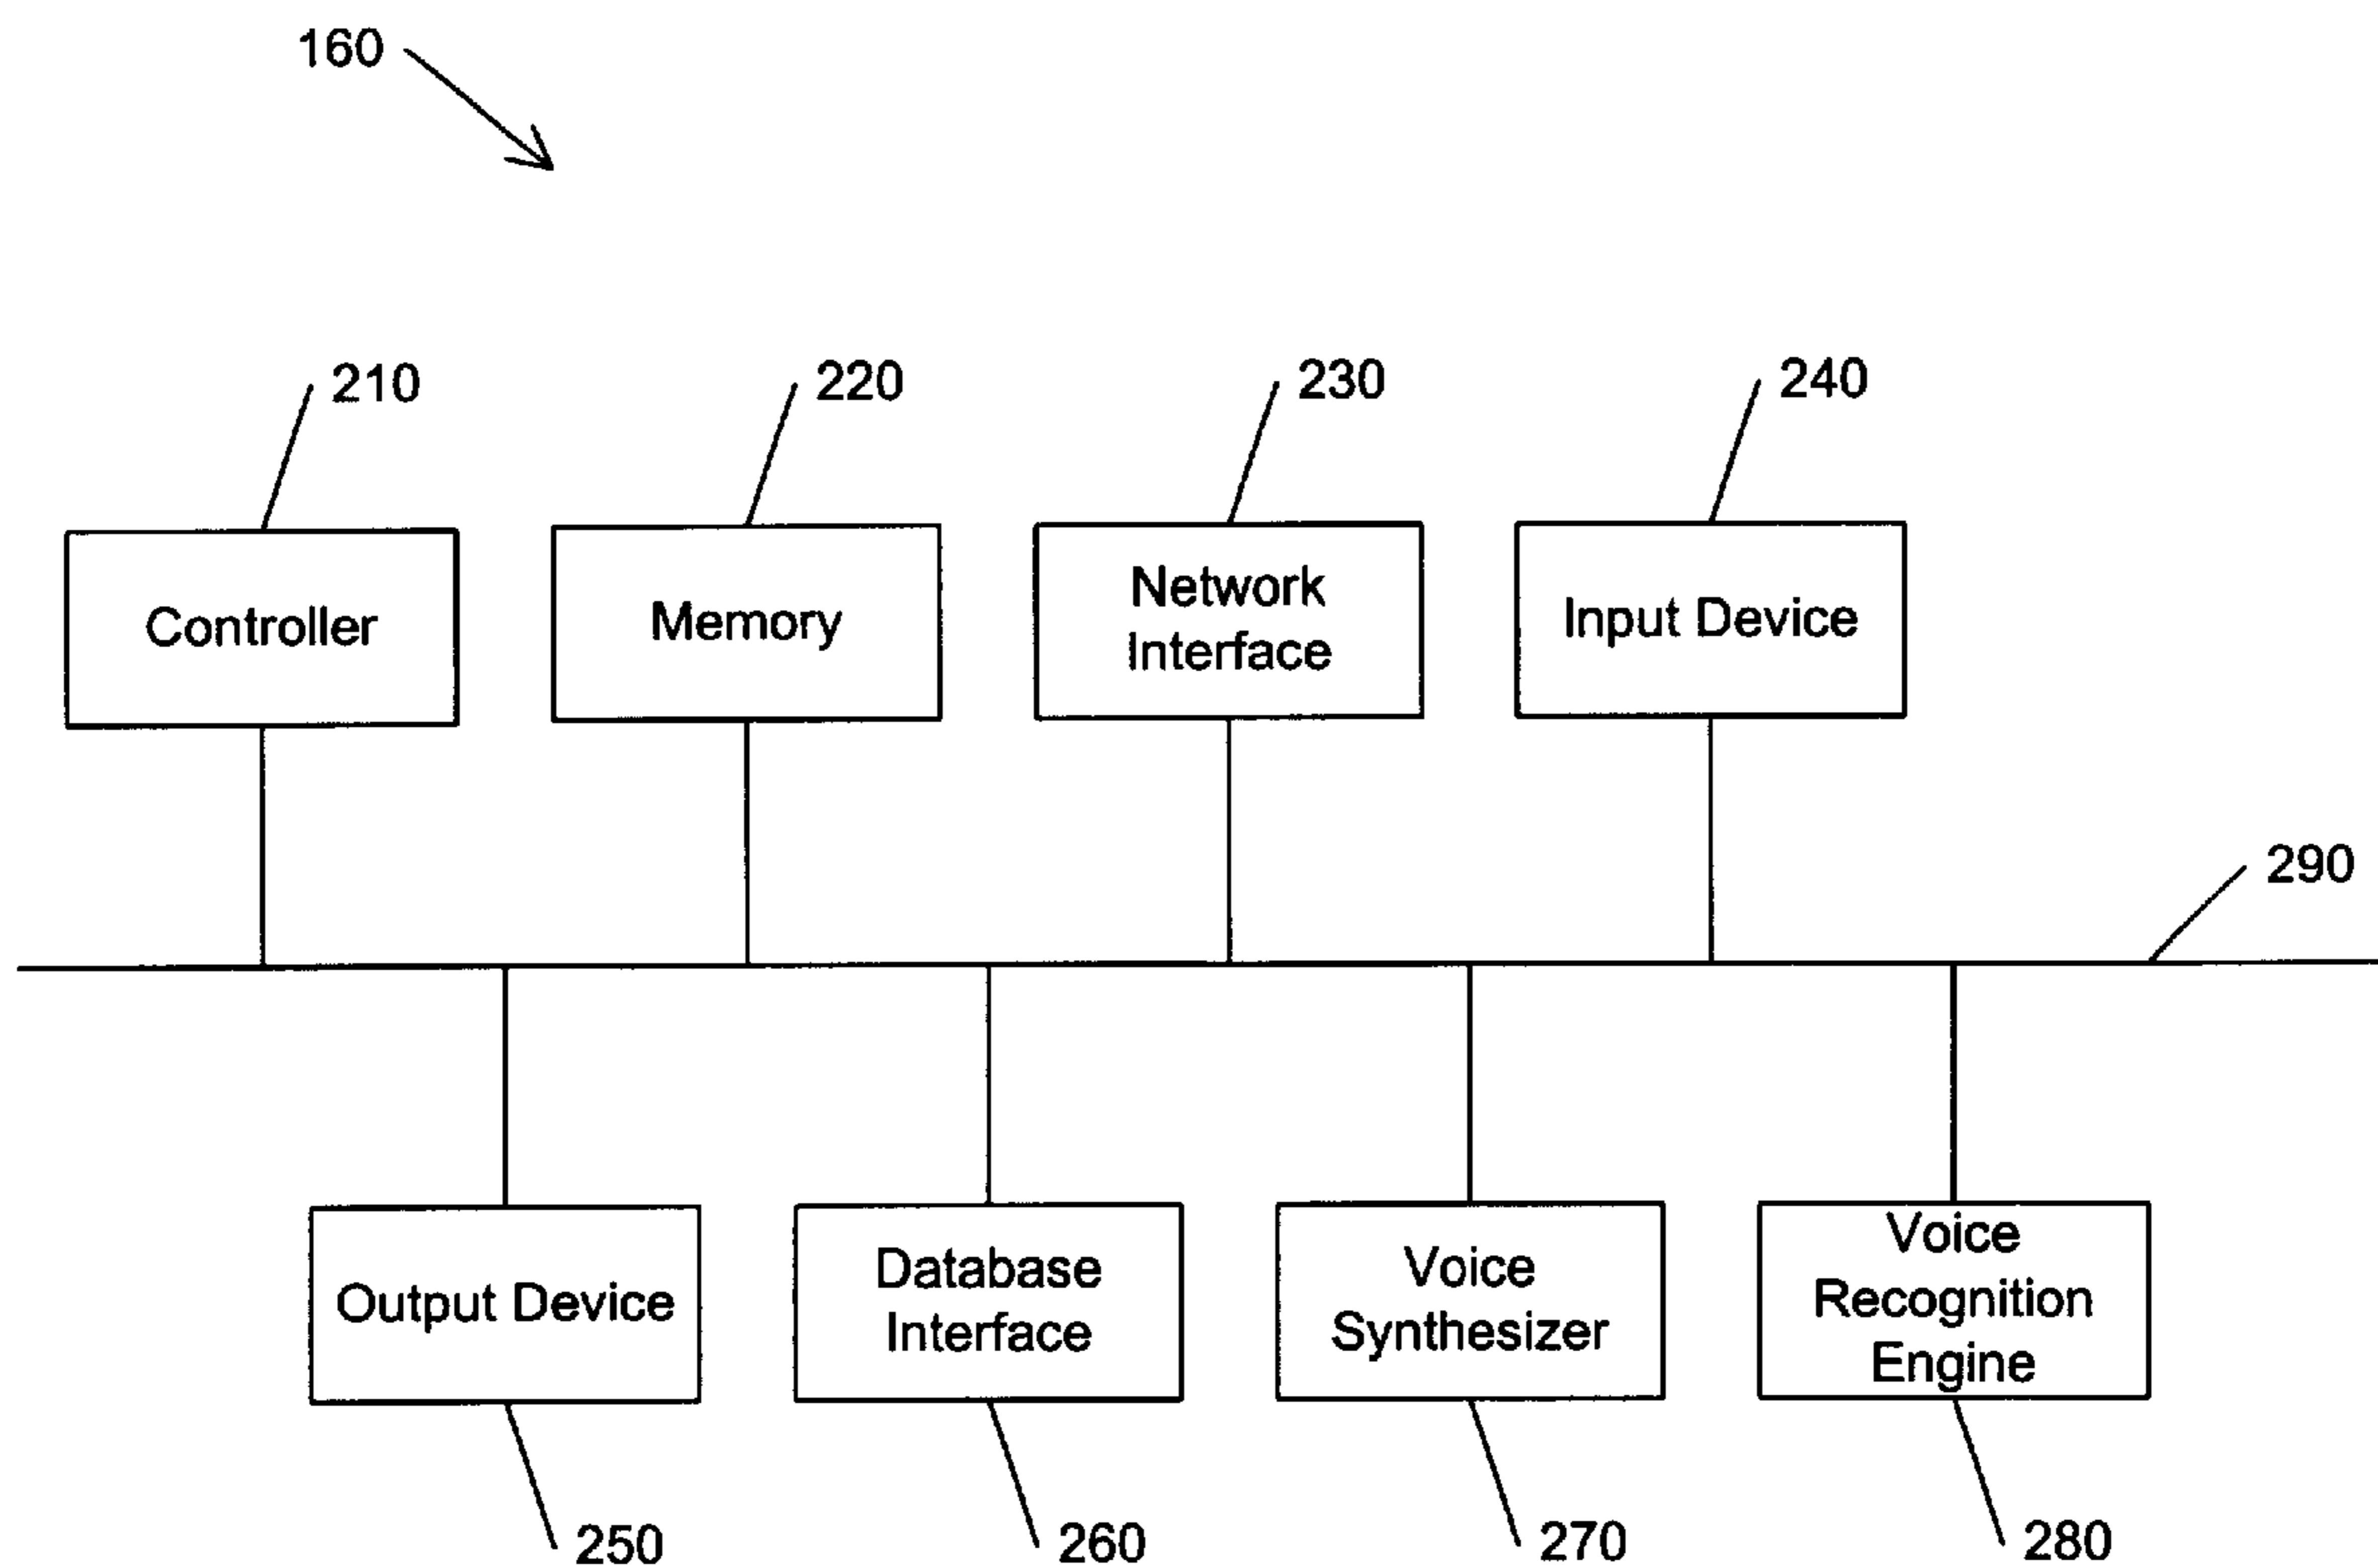 160
210
220
230
240
Controller
Memory
Network
Interface
Input Device
290
Output Device
Database
Interface
Voice
Synthesizer
Voice
Recognition
Engine
250
260
270
280